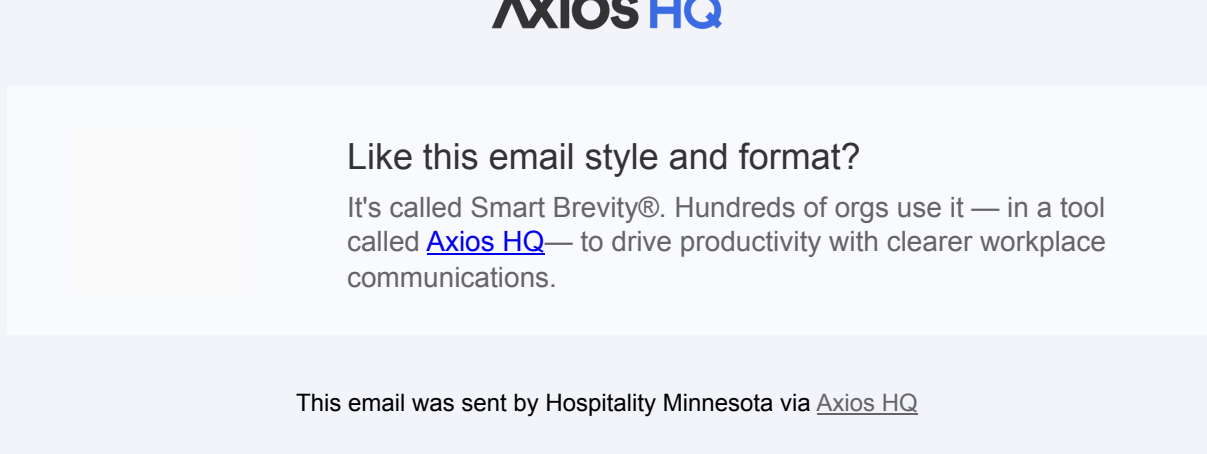 AXIOS HQ
Like this email style and format?
It's called Smart Brevity®. Hundreds of orgs use it — in a tool
called Axios HQ— to drive productivity with clearer workplace
communications.
This email was sent by Hospitality Minnesota via Axios HQ